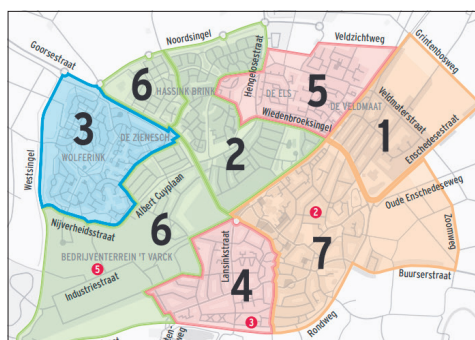 Noordsingel
Veldzichtweg
Grintenbosweg
Goorsestraat
Hengelosestraat
6
HASSINK BRINK
DE ELS
5
DE VELDMAAT
Veldmaterstraat
Enschedesestraat
1
Wiedenbroeksingel
3
DE ZIENESCH
WOLFERINK
2
Westsingel
Albert Cuyplaan
Oude Enschedeseweg
2
Nijverheidsstraat
6
7
Zoomweg
BEDRIJVENTERREIN 'T VARCK
Lansinkstraat
5
Industriestraat
4
Buurserstraat
3
Rondweg